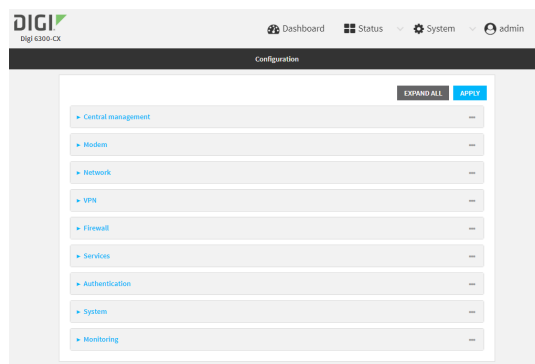 DIGI
Digi 6300-CX
Dashboard Status System admin
Configuration
EXPAND ALL APPLY
Central management
Modem
Network
VPN
Firewall
Services
Authentication
System
Monitoring